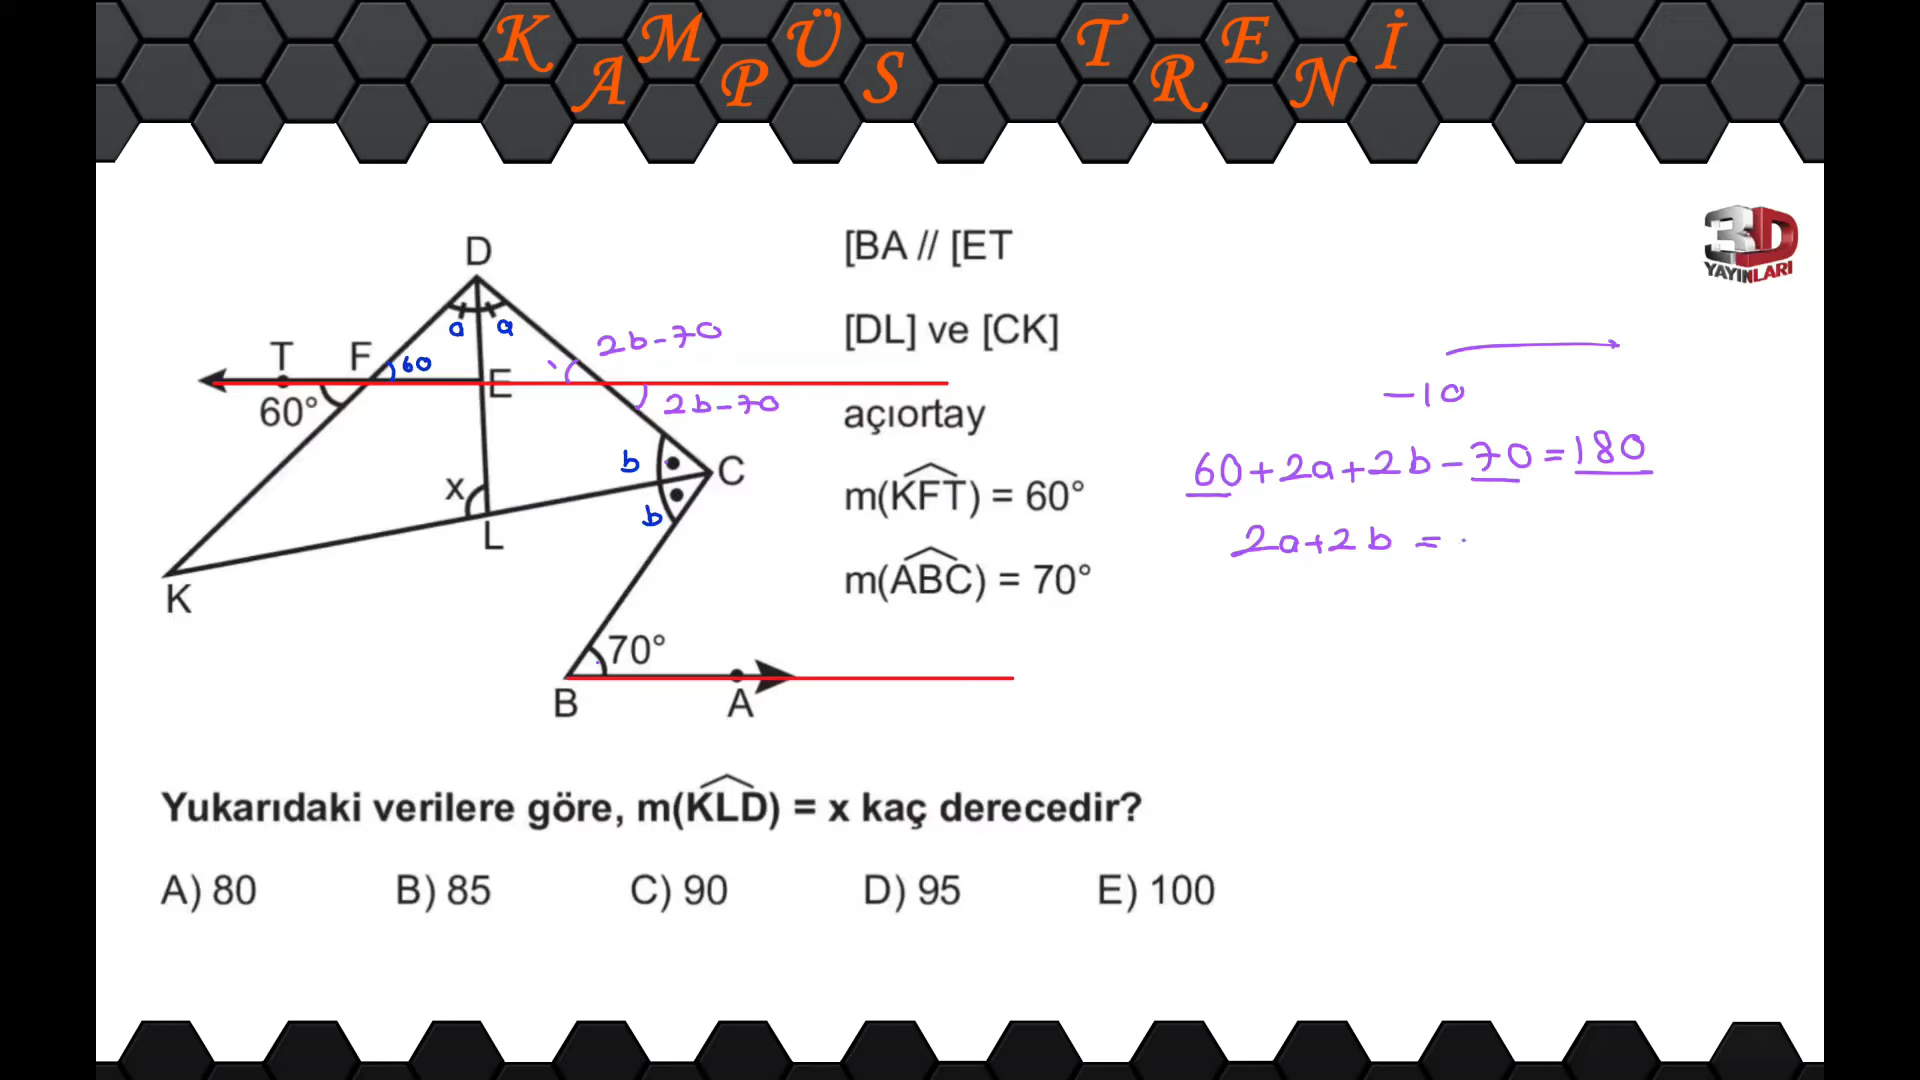 KAMPÜS TRENİ
3D
YAYINLARI
D
a a
T F 60 E
60°
2b-70
2b-70
b
C
x
b
L
K
70°
B A
[BA // [ET
[DL] ve [CK]
açıortay
m(KFT) = 60°
m(ABC) = 70°
-10
60+2a+2b-70=180
2a+2b =
Yukarıdaki verilere göre, m(KLD) = x kaç derecedir?
A) 80 B) 85 C) 90 D) 95 E) 100